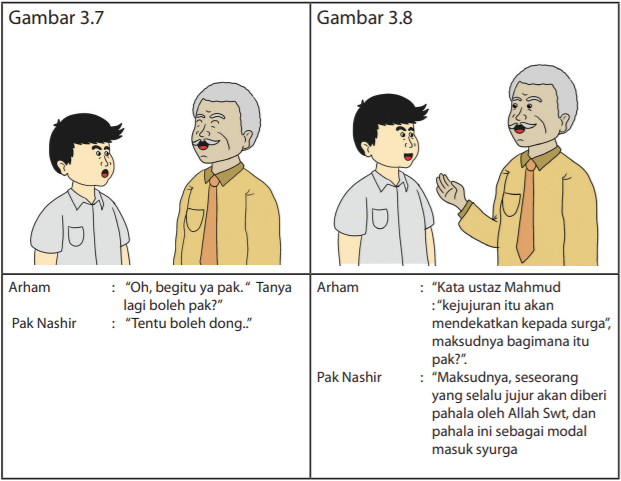 Gambar 3.7
Arham : “Oh, begitu ya pak.“ Tanya
lagi boleh pak?”
Pak Nashir : “Tentu boleh dong..”
Gambar 3.8
Arham : “Kata ustaz Mahmud
:“kejujuran itu akan
mendekatkan kepada surga”,
maksudnya bagimana itu
pak?”.
Pak Nashir : “Maksudnya, seseorang
yang selalu jujur akan diberi
pahala oleh Allah Swt, dan
pahala ini sebagai modal
masuk syurga